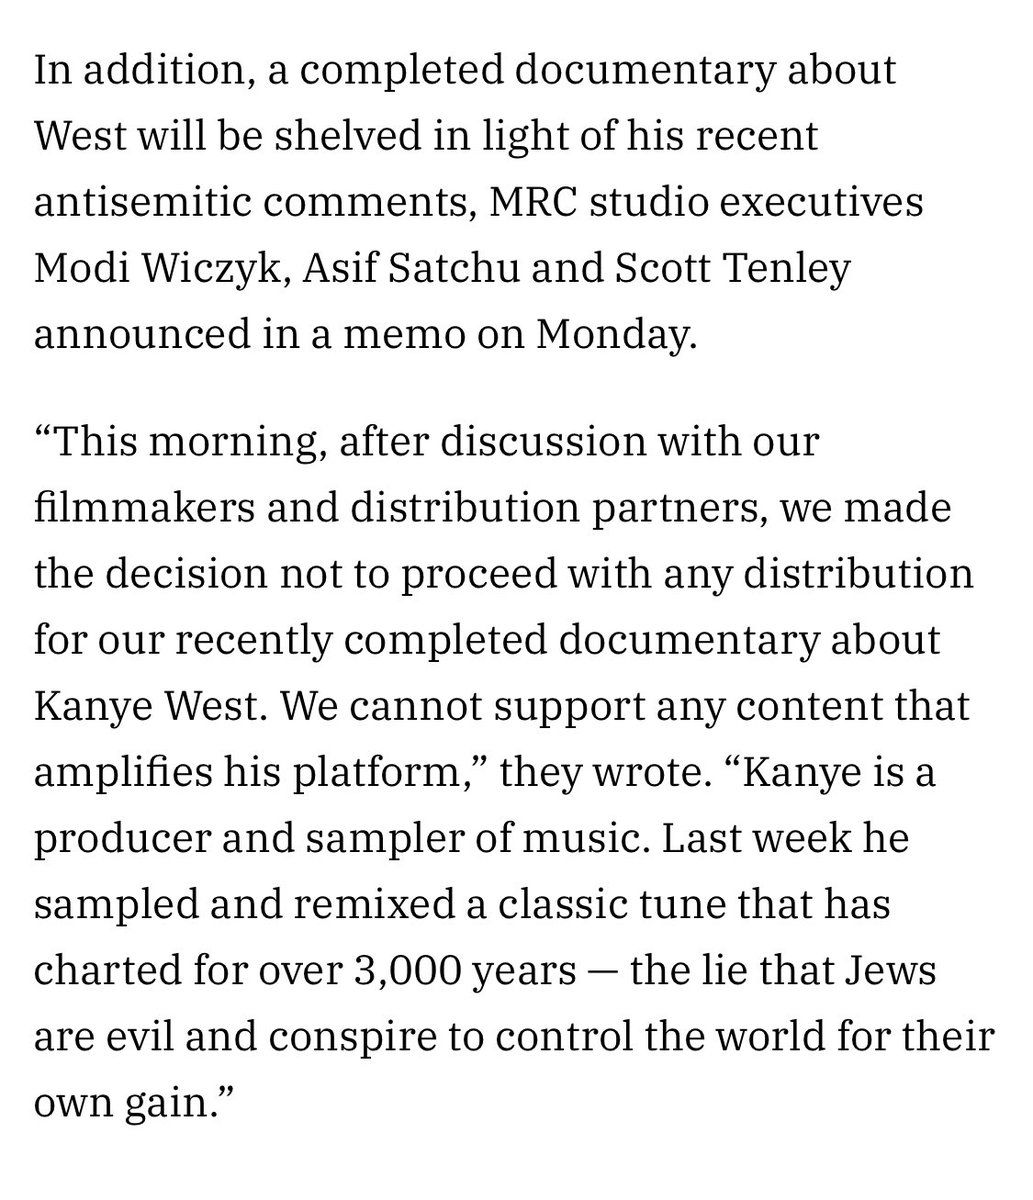 In addition, a completed documentary about
West will be shelved in light of his recent
antisemitic comments, MRC studio executives
Modi Wiczyk, Asif Satchu and Scott Tenley
announced in a memo on Monday.
“This morning, after discussion with our
filmmakers and distribution partners, we made
the decision not to proceed with any distribution
for our recently completed documentary about
Kanye West. We cannot support any content that
amplifies his platform,” they wrote. “Kanye is a
producer and sampler of music. Last week he
sampled and remixed a classic tune that has
charted for over 3,000 years — the lie that Jews
are evil and conspire to control the world for their
own gain.”